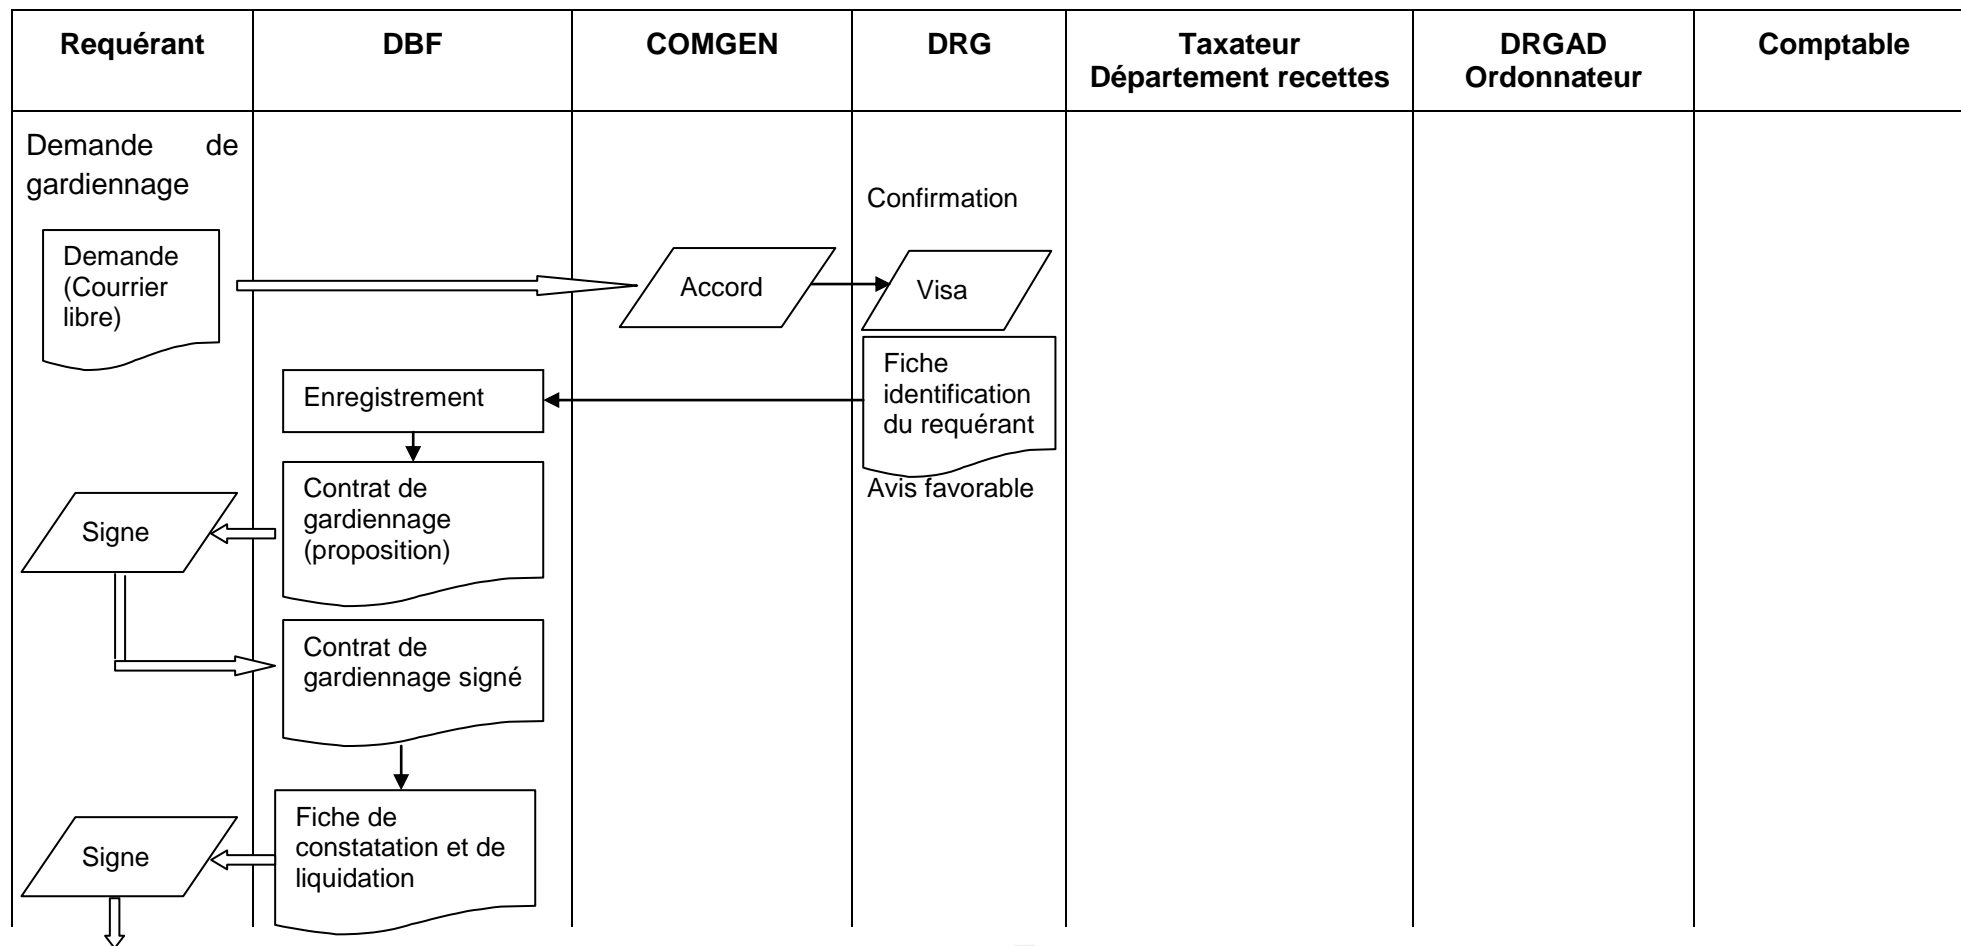 Requérant
DBF
COMGEN
DRG
Taxateur
Département recettes
DRGAD
Ordonnateur
Comptable
Demande de
gardiennage
Confirmation
Demande
(Courrier
libre)
Accord
Visa
Fiche
identification
du requérant
Enregistrement
Avis favorable
Contrat de
gardiennage
(proposition)
Signe
Contrat de
gardiennage signé
Fiche de
constatation et de
liquidation
Signe